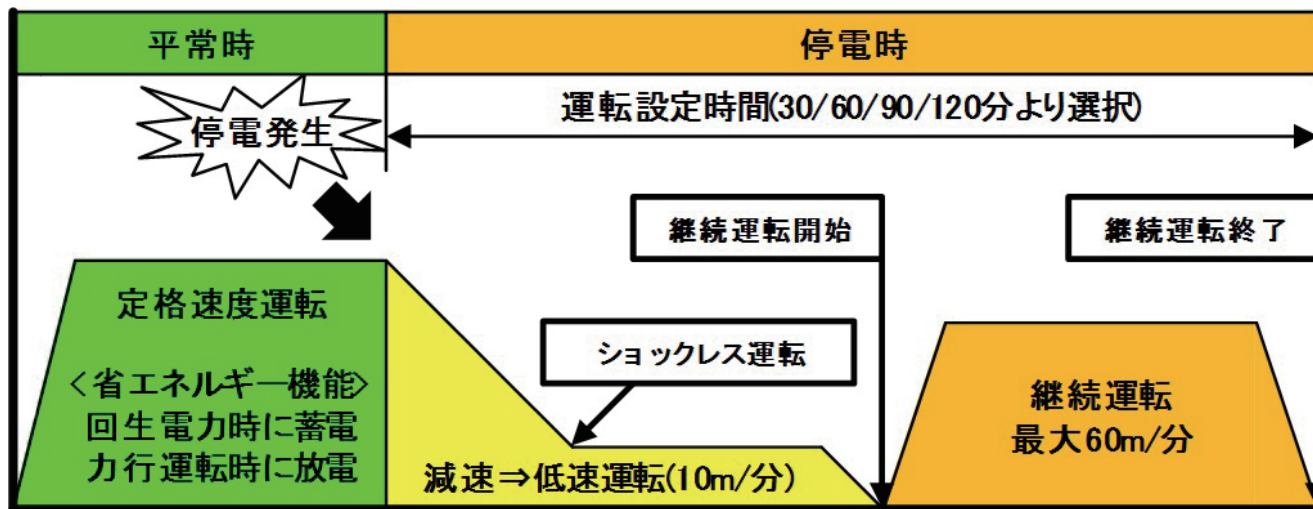 平常時
停電時
停電発生
運転設定時間(30/60/90/120分より選択)
継続運転開始
継続運転終了
定格速度運転
<省エネルギー機能>
回生電力時に蓄電
力行運転時に放電
ショックレス運転
減速⇒低速運転(10m/分)
継続運転
最大60m/分